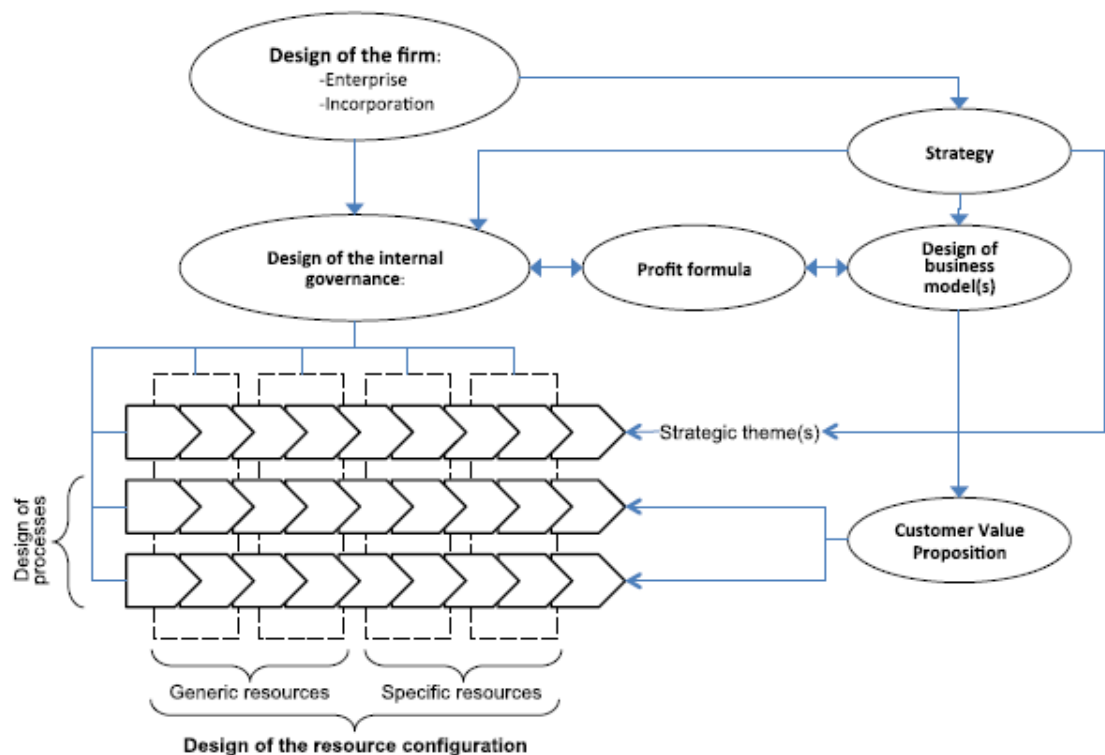 Design of the firm:
-Enterprise
-Incorporation
Strategy
Design of the internal
governance:
Profit formula
Design of
business
model(s)
Strategic theme(s)
Design of
processes
Customer Value
Proposition
Generic resources
Specific resources
Design of the resource configuration